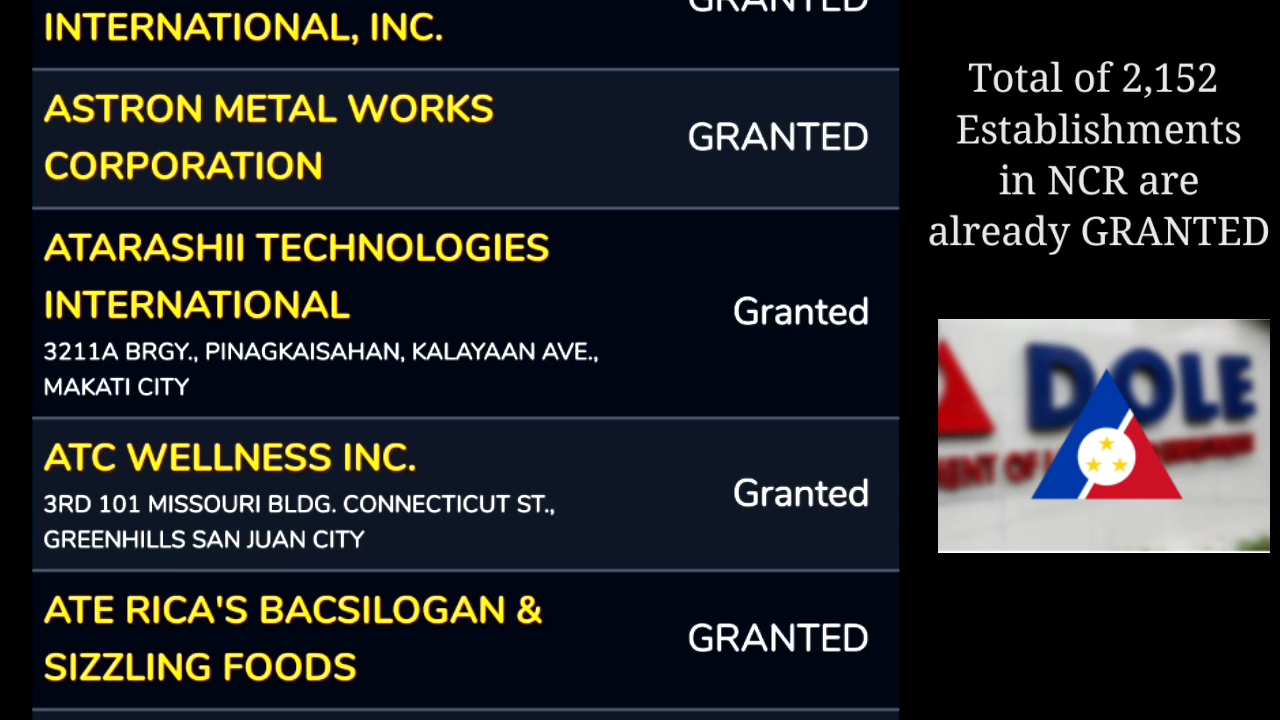 GRANTED
INTERNATIONAL, INC.
ASTRON METAL WORKS
CORPORATION
GRANTED
ATARASHII TECHNOLOGIES
INTERNATIONAL
3211A BRGY., PINAGKAISAHAN, KALAYAAN AVE.,
MAKATI CITY
Granted
ATC WELLNESS INC.
3RD 101 MISSOURI BLDG. CONNECTICUT ST.,
GREENHILLS SAN JUAN CITY
Granted
ATE RICA'S BACSILOGAN &
SIZZLING FOODS
GRANTED
Total of 2,152
Establishments
in NCR are
already GRANTED
DOLE